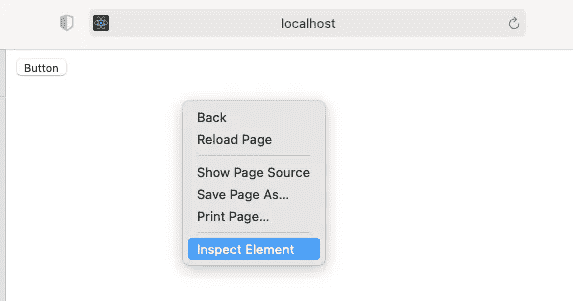 localhost
Button
Back
Reload Page
Show Page Source
Save Page As...
Print Page...
Inspect Element